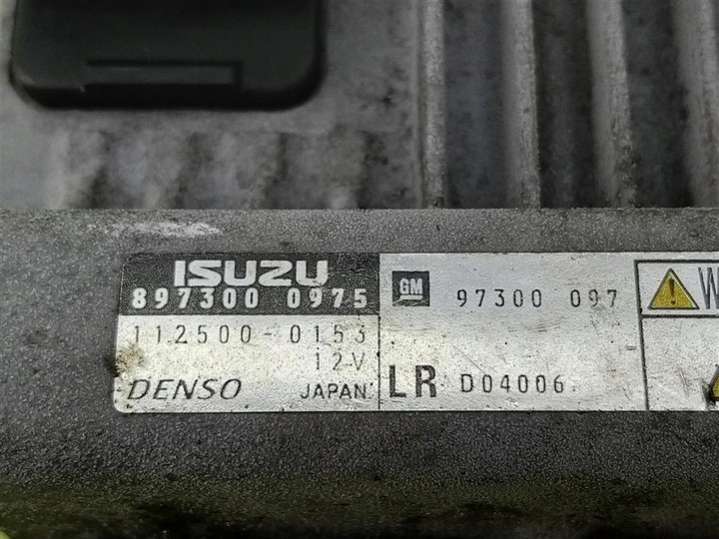 ISUZU
897300 0975
112500-0153
12V
DENSO JAPAN
GM 97300 097
LR D04006